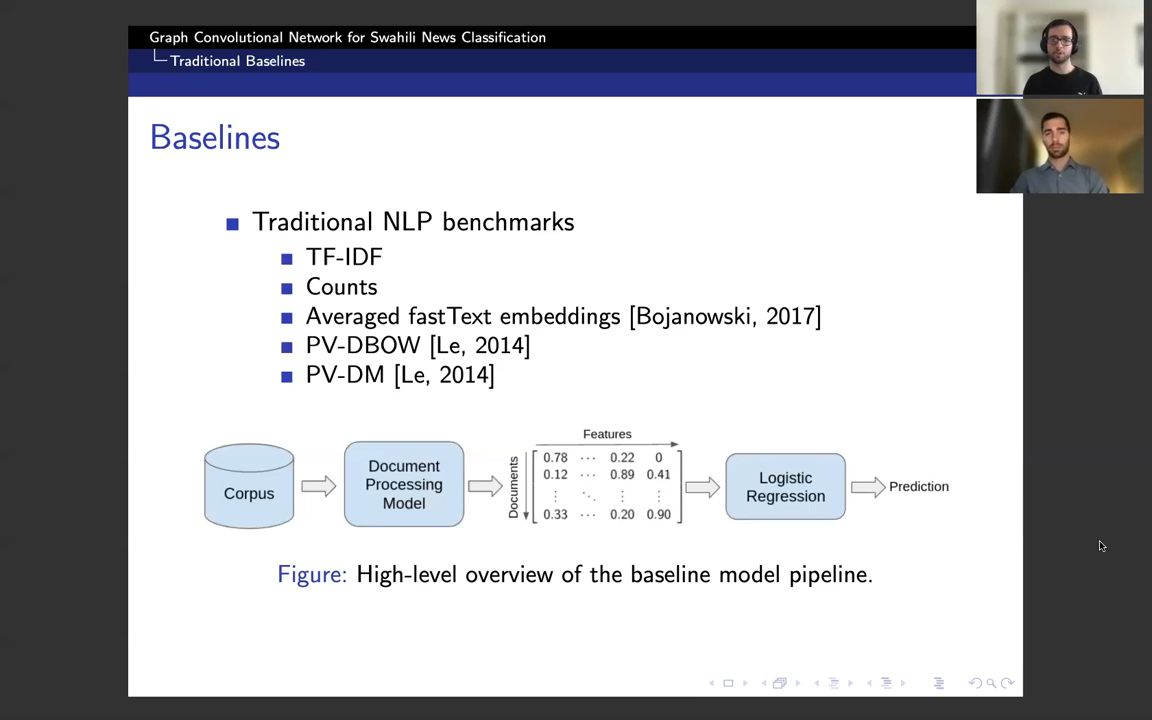 Graph Convolutional Network for Swahili News Classification
Traditional Baselines
Baselines
Traditional NLP benchmarks
TF-IDF
Counts
Averaged fastText embeddings [Bojanowski, 2017]
PV-DBOW [Le, 2014]
PV-DM [Le, 2014]
Corpus
Document
Processing
Model
Features
Documents
0.78 ⋯ 0.22 0
0.12 ⋯ 0.89 0.41
⋮ ⋱ ⋮ ⋮
0.33 ⋯ 0.20 0.90
Logistic
Regression
Prediction
Figure: High-level overview of the baseline model pipeline.